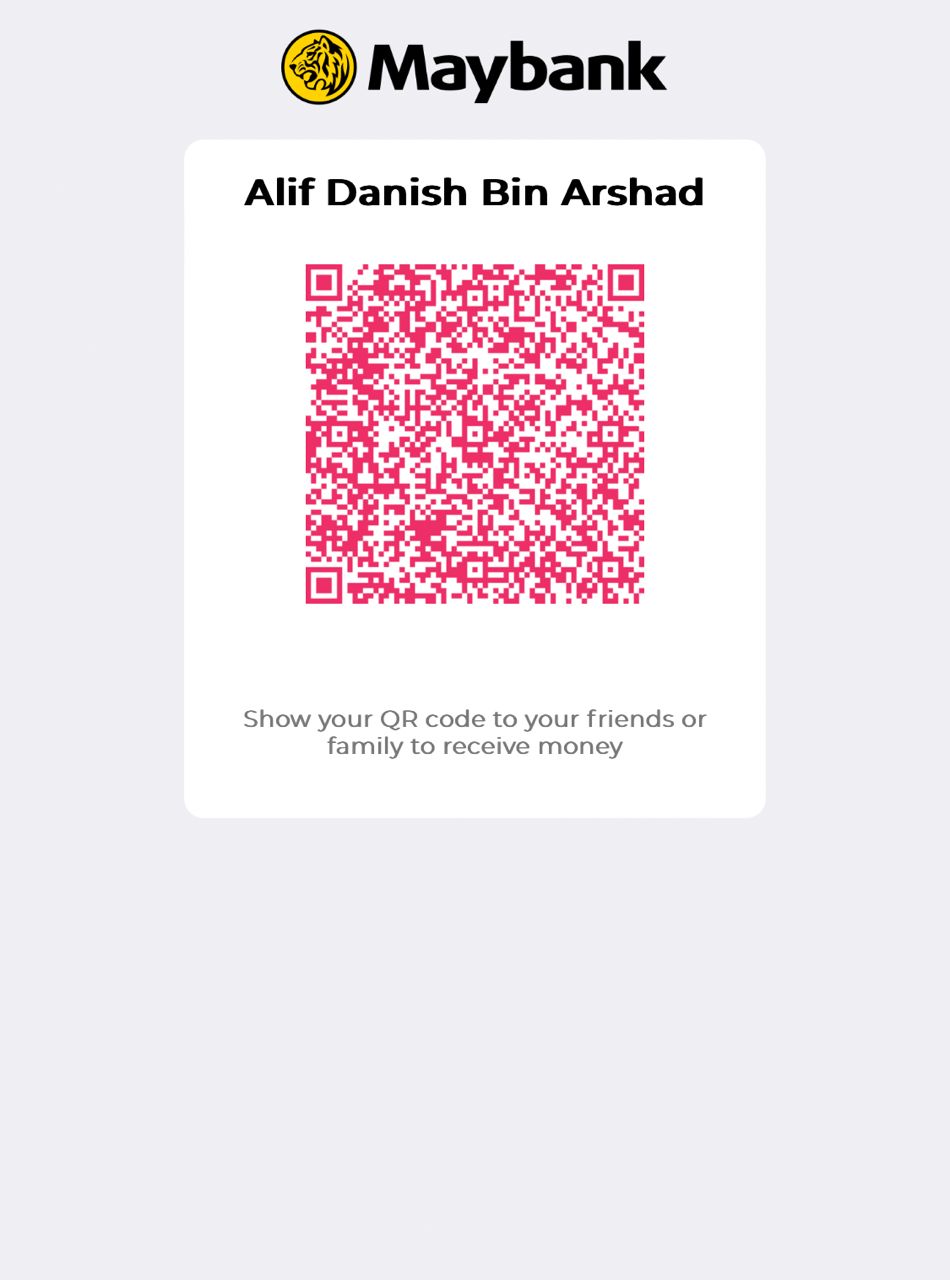 Maybank
Alif Danish Bin Arshad
Show your QR code to your friends or
family to receive money